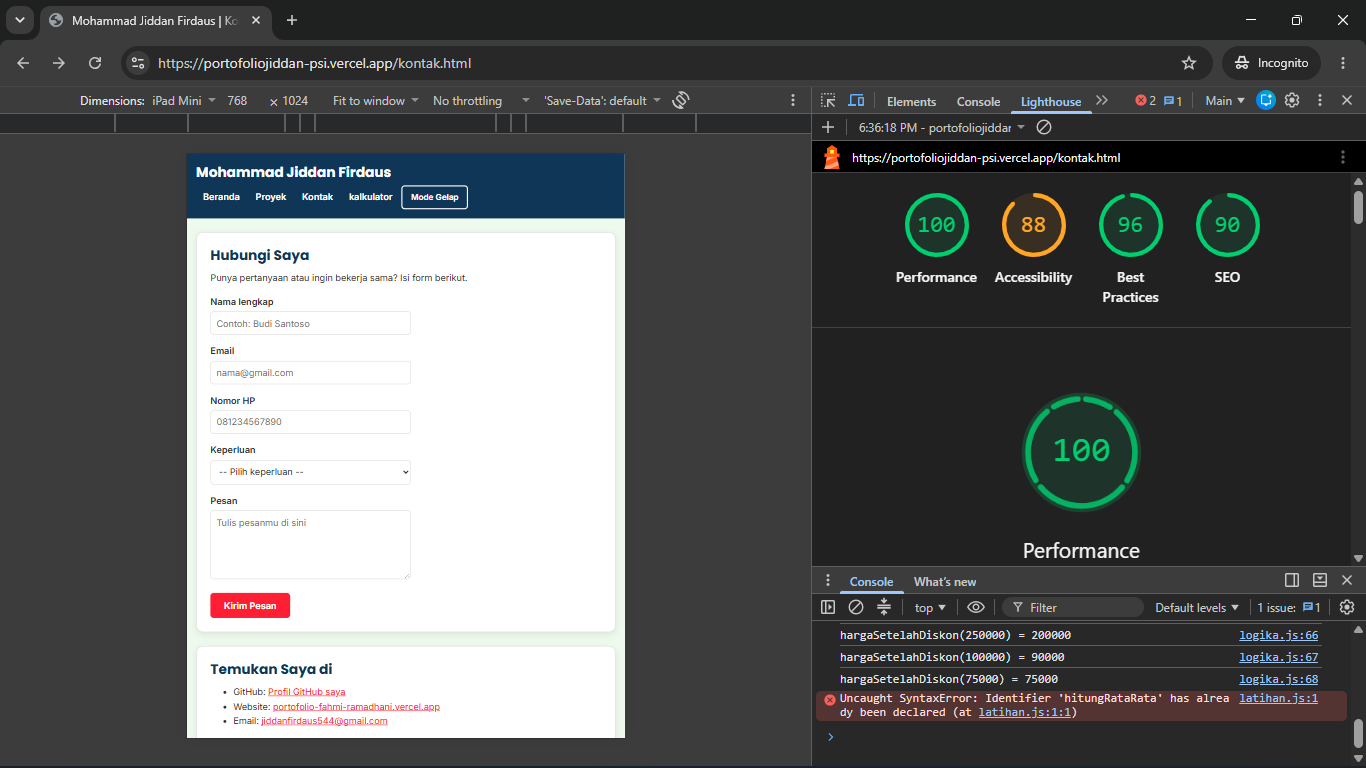 Mohammad Jiddan Firdaus | Ko
https://portofoliojiddan-psi.vercel.app/kontak.html
Incognito
Dimensions: iPad Mini 768 × 1024 Fit to window No throttling 'Save-Data': default
Elements Console Lighthouse 2 1 Main
6:36:18 PM - portofoliojiddar
https://portofoliojiddan-psi.vercel.app/kontak.html
Mohammad Jiddan Firdaus
Beranda Proyek Kontak kalkulator Mode Gelap
Hubungi Saya
Punya pertanyaan atau ingin bekerja sama? Isi form berikut.
Nama lengkap
Contoh: Budi Santoso
Email
nama@gmail.com
Nomor HP
081234567890
Keperluan
-- Pilih keperluan --
Pesan
Tulis pesanmu di sini
Kirim Pesan
Temukan Saya di
GitHub: Profil GitHub saya
Website: portofolio-fahmi-ramadhani.vercel.app
Email: jiddanfirdaus544@gmail.com
100 88 96 90
Performance Accessibility Best Practices SEO
100
Performance
Console What's new
top Filter Default levels 1 issue: 1
hargaSetelahDiskon(250000) = 200000 logika.js:66
hargaSetelahDiskon(100000) = 90000 logika.js:67
hargaSetelahDiskon(75000) = 75000 logika.js:68
Uncaught SyntaxError: Identifier 'hitungRataRata' has alrea latihan.js:1
dy been declared (at latihan.js:1:1)